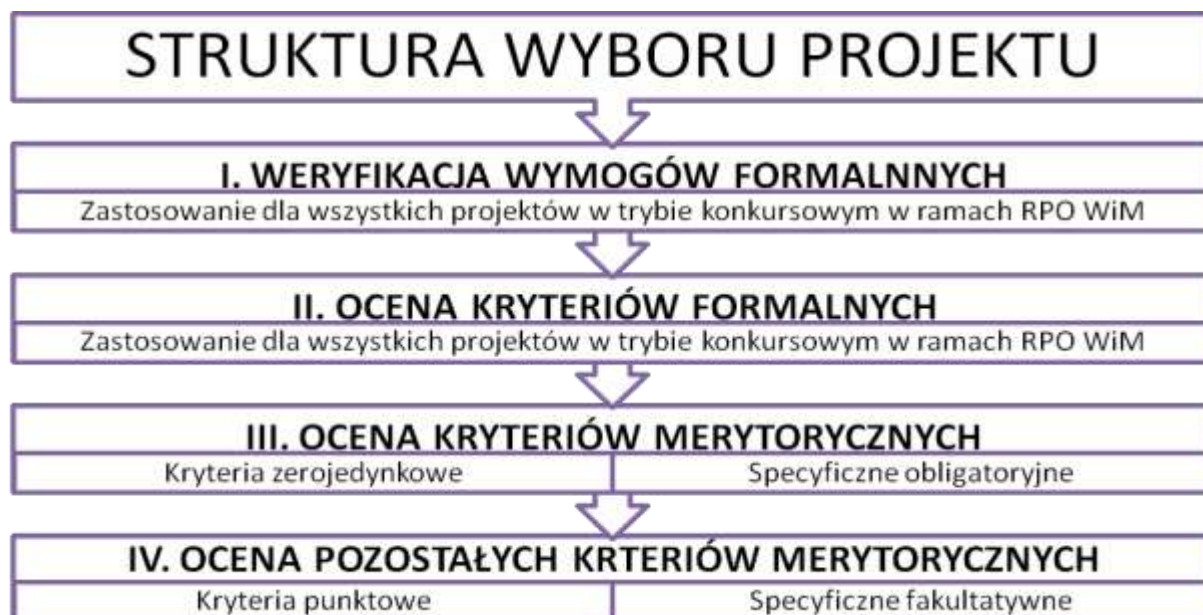 STRUKTURA WYBORU PROJEKTU
I. WERYFIKACJA WYMOGÓW FORMALNNYCH
Zastosowanie dla wszystkich projektów w trybie konkursowym w ramach RPO WiM
II. OCENA KRYTERIÓW FORMALNYCH
Zastosowanie dla wszystkich projektów w trybie konkursowym w ramach RPO WiM
III. OCENA KRYTERIÓW MERYTORYCZNYCH
Kryteria zerojedynkowe
Specyficzne obligatoryjne
IV. OCENA POZOSTAŁYCH KRTERIÓW MERYTORYCZNYCH
Kryteria punktowe
Specyficzne fakultatywne